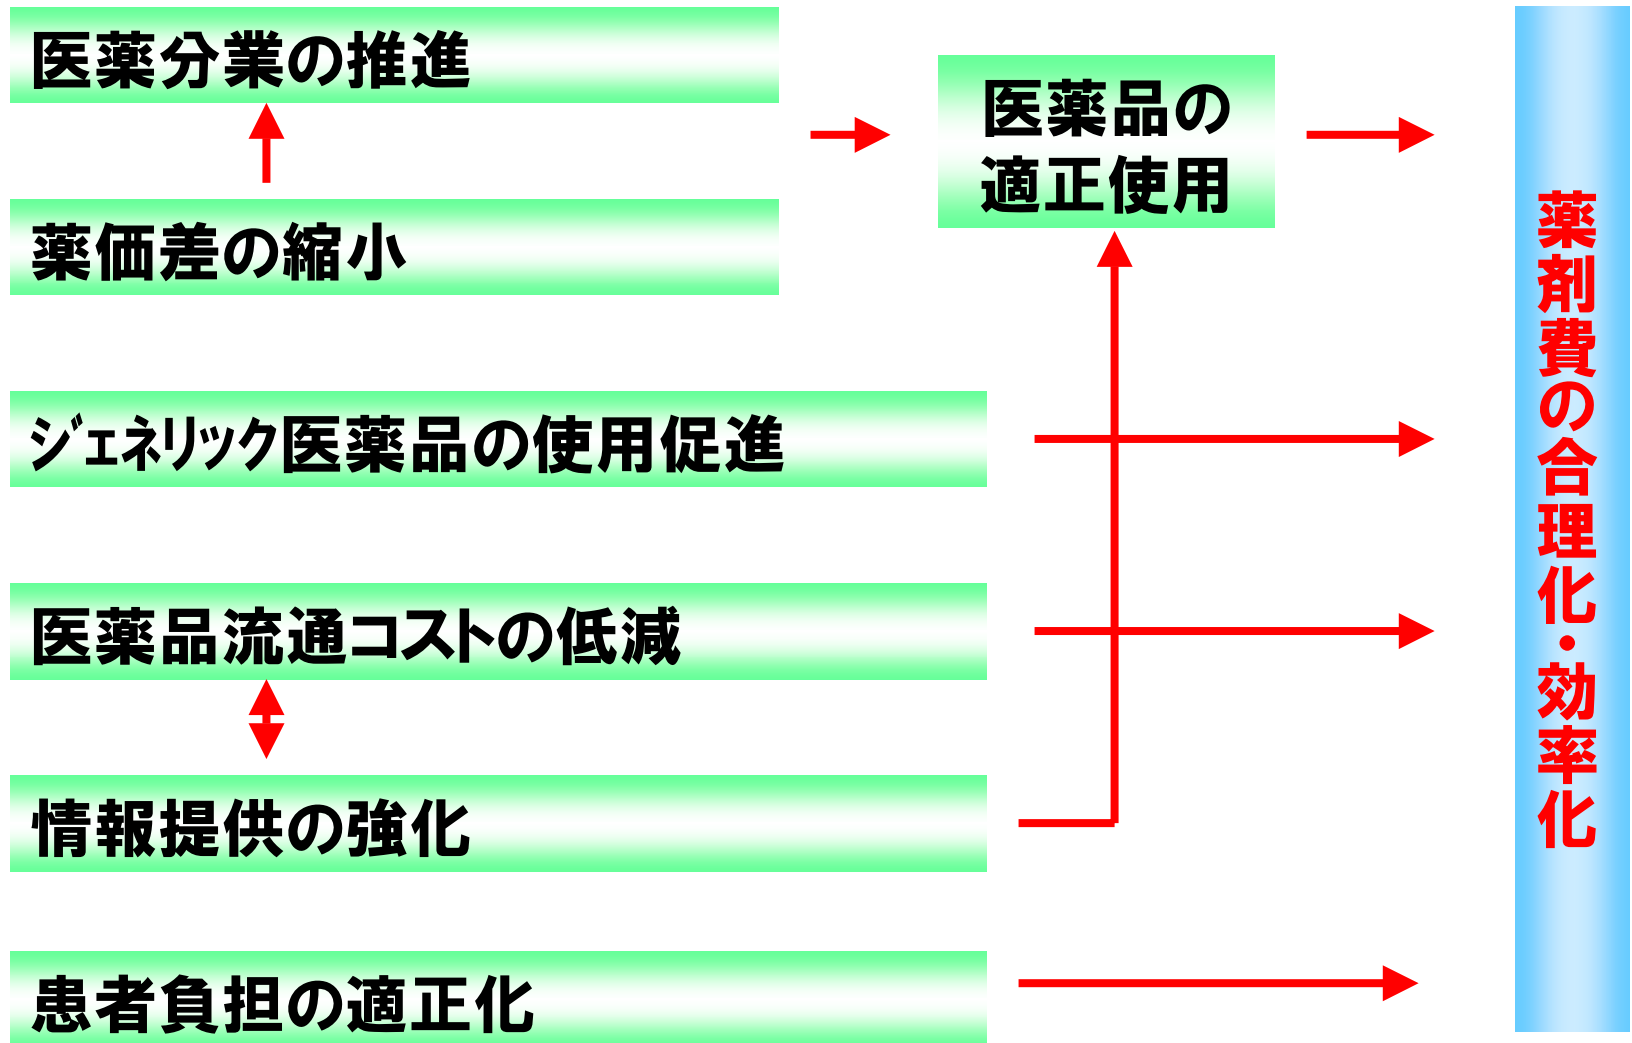 医薬分業の推進
薬価差の縮小
医薬品の
適正使用
ｼﾞｪﾈﾘｯｸ医薬品の使用促進
医薬品流通コストの低減
情報提供の強化
患者負担の適正化
薬剤費の合理化・効率化